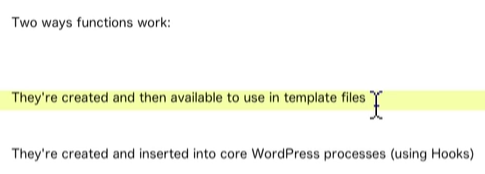 Two ways functions work:
They're created and then available to use in template files
They're created and inserted into core WordPress processes (using Hooks)